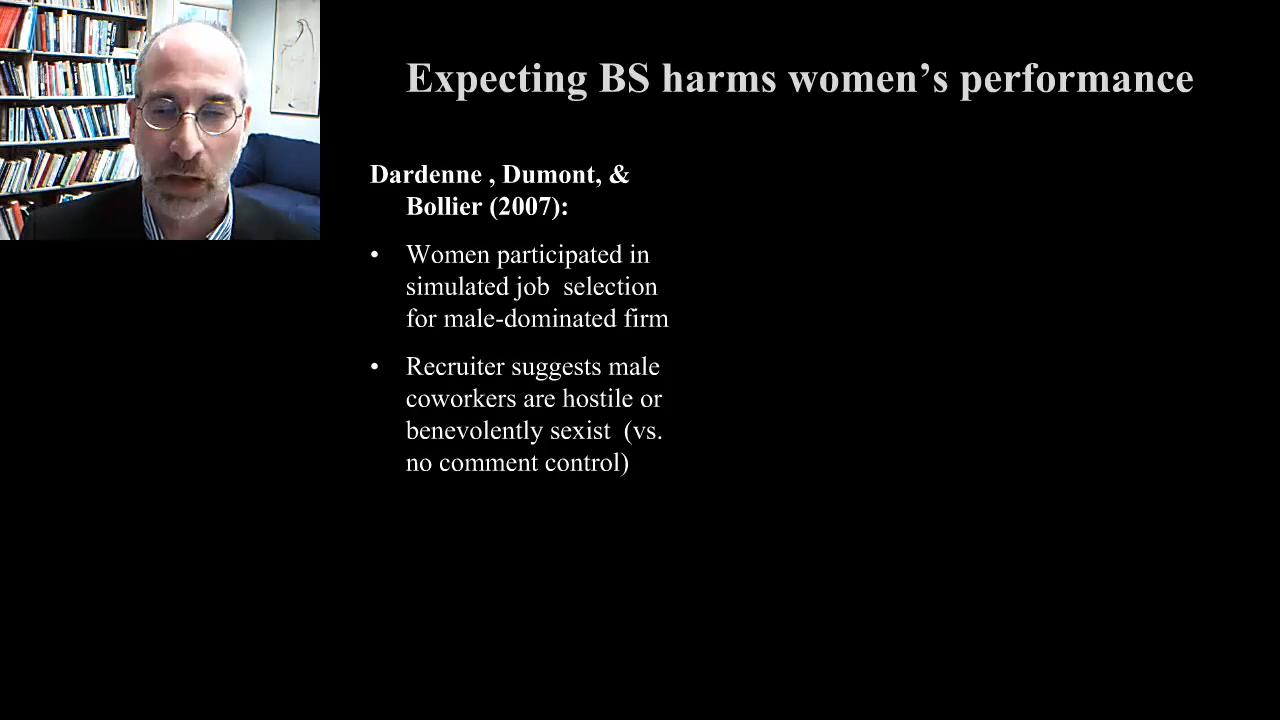 Expecting BS harms women’s performance
Dardenne , Dumont, &
Bollier (2007):
• Women participated in
simulated job  selection
for male-dominated firm
• Recruiter suggests male
coworkers are hostile or
benevolently sexist  (vs.
no comment control)